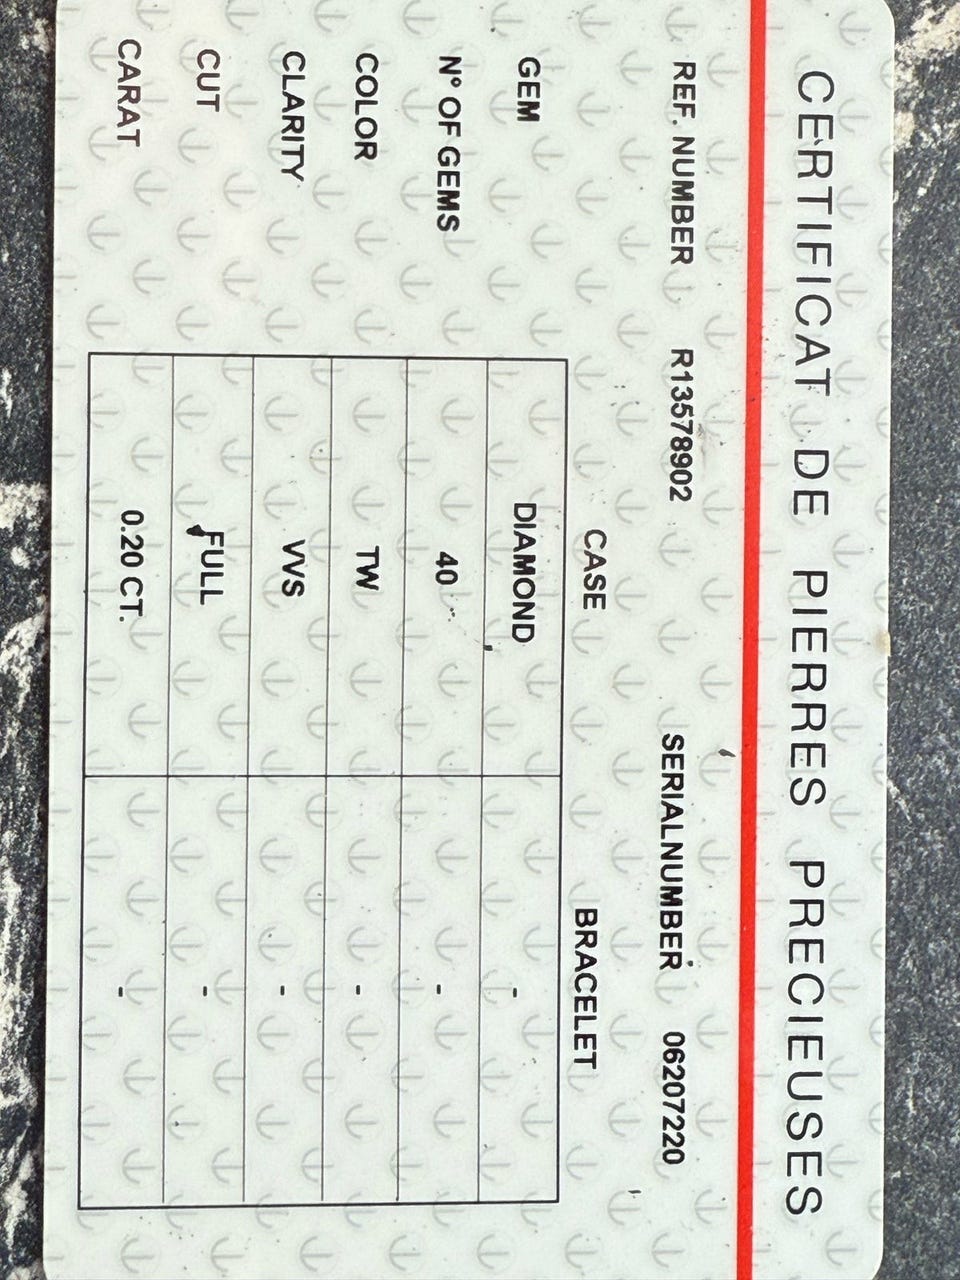 CERTIFICAT DE PIERRES PRECIEUSES
REF. NUMBER R13578902 SERIALNUMBER 06207220
CASE BRACELET
GEM DIAMOND -
N° OF GEMS 40 -
COLOR TW -
CLARITY VVS -
CUT FULL -
CARAT 0.20 CT. -